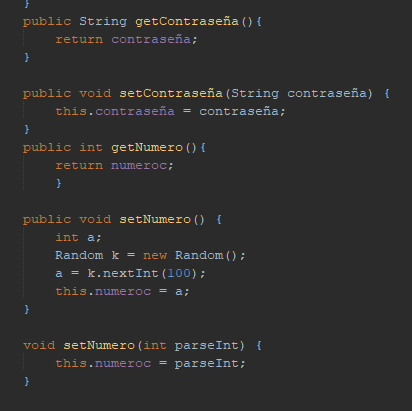 }
public String getContraseña(){
return contraseña;
}
public void setContraseña(String contraseña) {
this.contraseña = contraseña;
}
public int getNumero(){
return numeroc;
}
public void setNumero() {
int a;
Random k = new Random();
a = k.nextInt(100);
this.numeroc = a;
}
void setNumero(int parseInt) {
this.numeroc = parseInt;
}